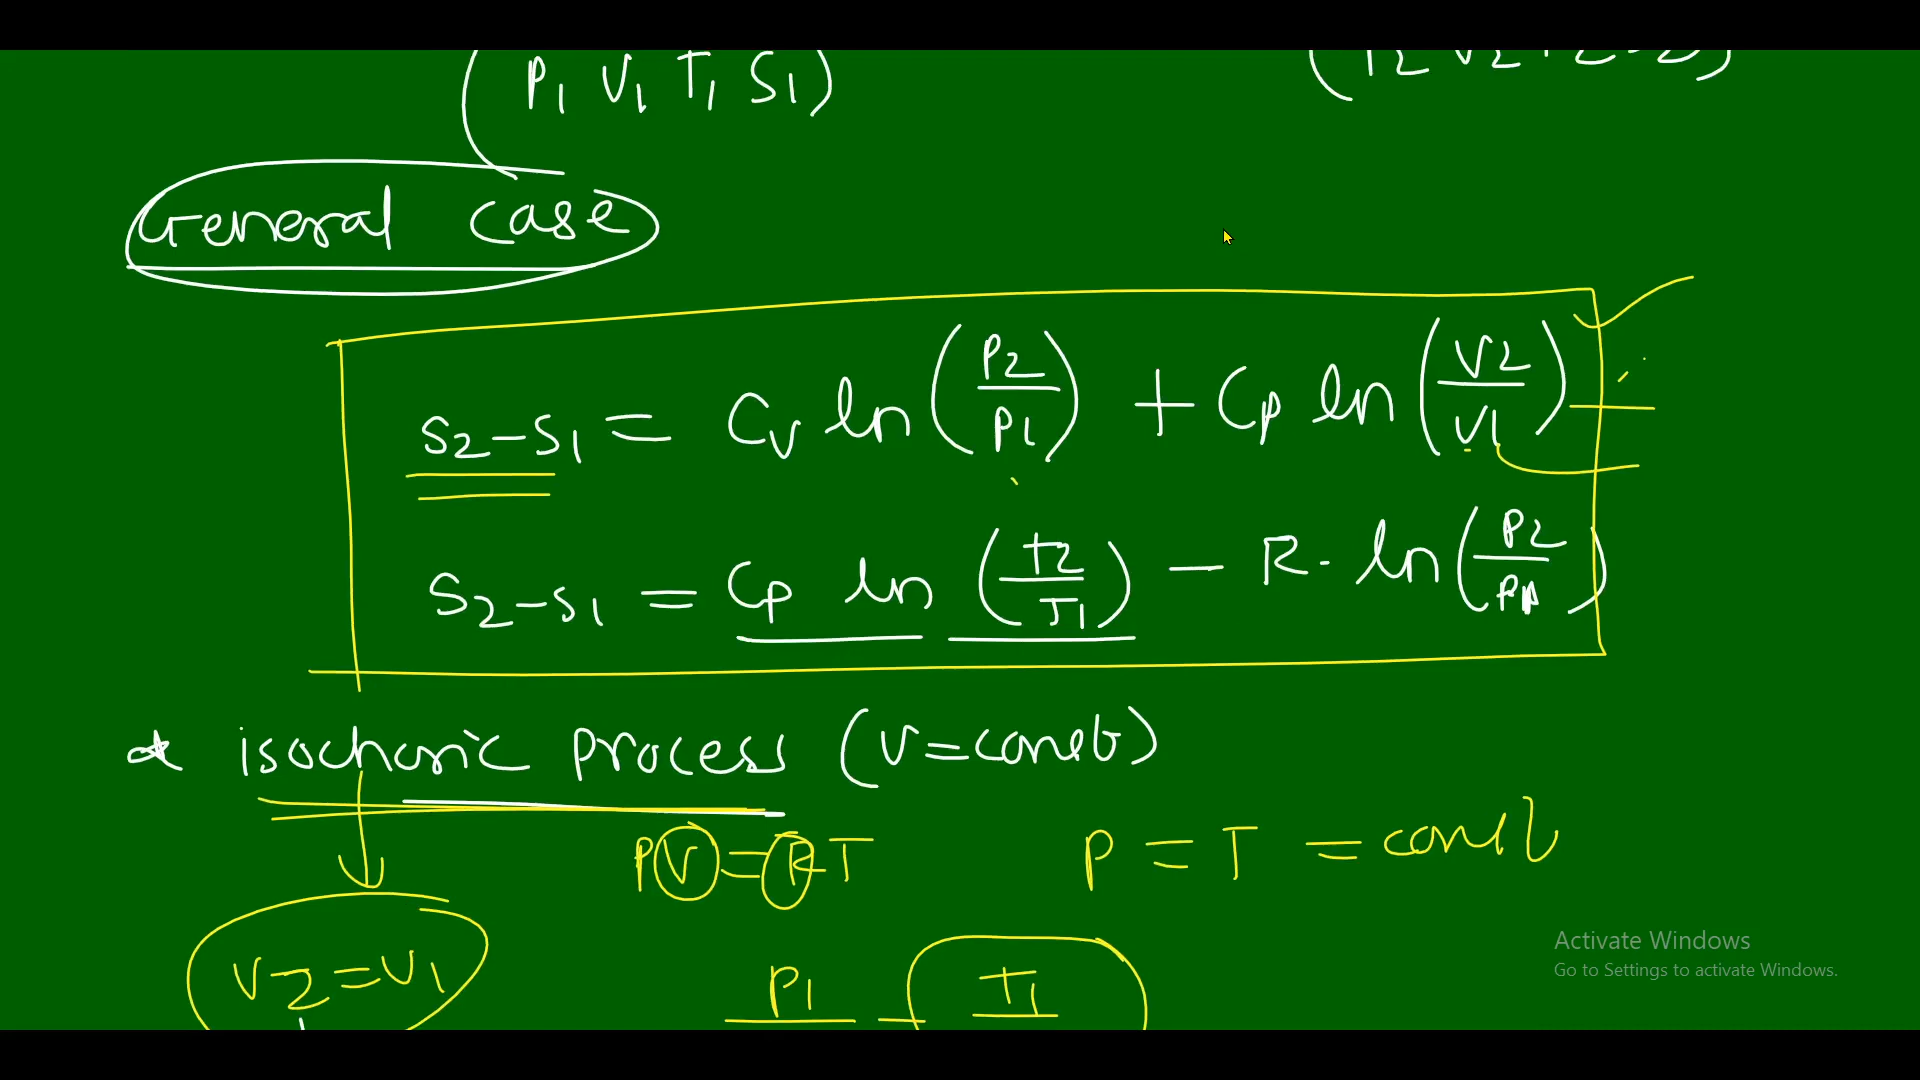 (P1 V1 T1 S1)
General case
S2-S1 = Cv ln (P2/P1) + Cp ln (V2/V1)
S2-S1 = Cp ln (T2/T1) - R. ln (P2/P1)
* isochoric process (V=const)
PV=RT P = T = const
V2=V1 P1 = T1
Activate Windows
Go to Settings to activate Windows.